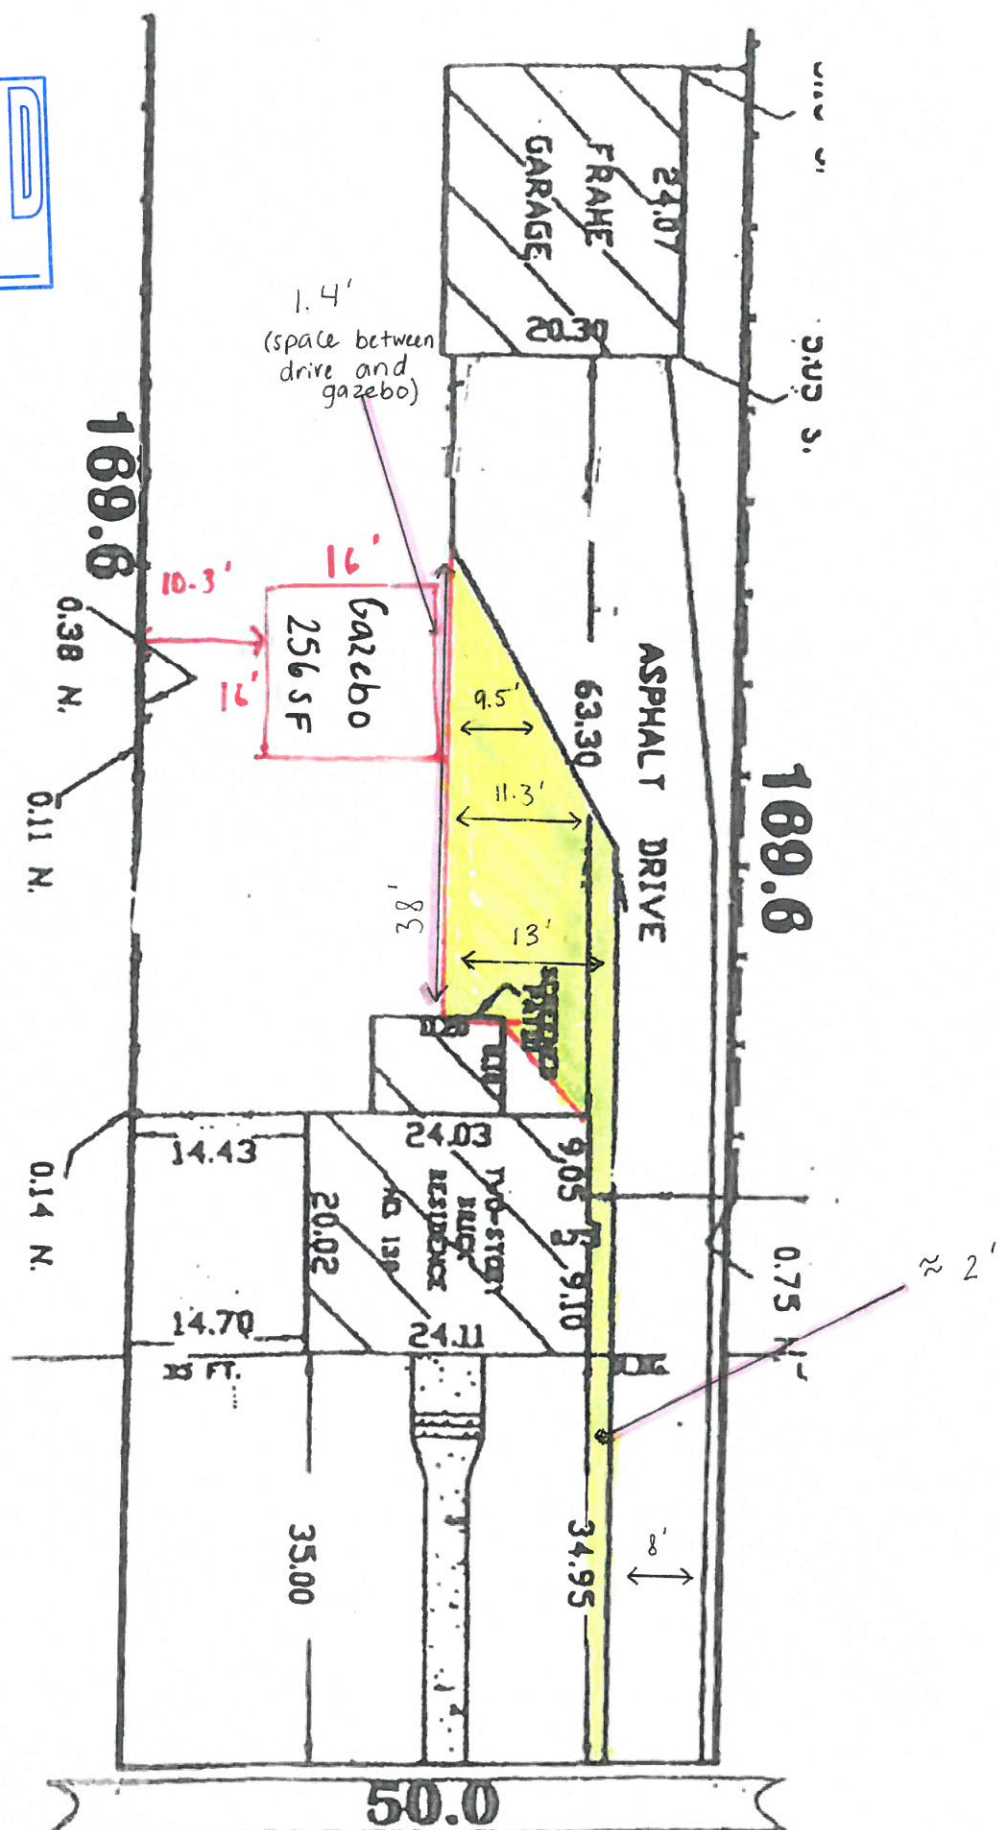 24.07
FRAME
GARAGE
20.30
5.05 S.
1.4'
(space between
drive and
gazebo)
169.6
169.6
10.3'
16'
16'
Gazebo
256 SF
0.38 N.
0.11 N.
9.5'
63.30
ASPHALT DRIVE
11.3'
38'
13'
0.14 N.
14.43
24.03
9.05
TWO-STORY
BRICK
RESIDENCE
20.02
9.10
0.75
≈ 2'
14.70
24.11
FT.
35.00
34.95
8'
50.0